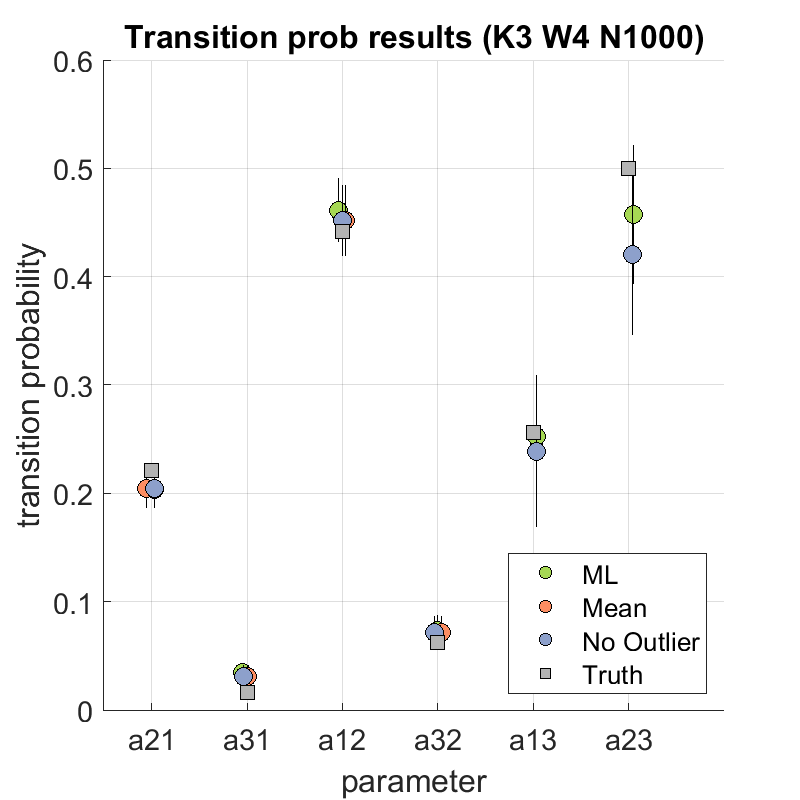 Transition prob results (K3 W4 N1000)
0.6
0.5
0.4
0.3
0.2
0.1
0
transition probability
a21 a31 a12 a32 a13 a23
parameter
ML
Mean
No Outlier
Truth